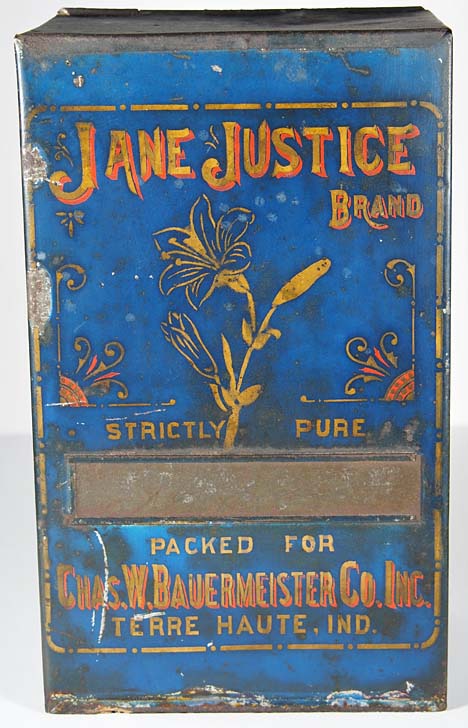 JANE JUSTICE
BRAND
STRICTLY PURE
PACKED FOR
CHAS. W. BAUERMEISTER CO. INC.
TERRE HAUTE, IND.